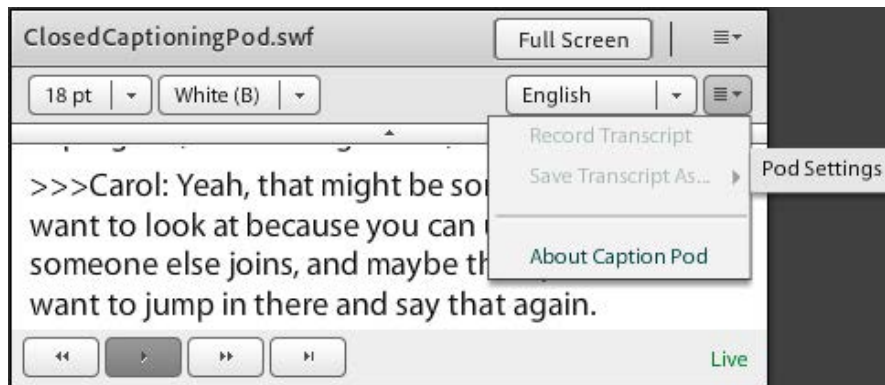 ClosedCaptioningPod.swf Full Screen
18 pt White (B) English
Record Transcript
Save Transcript As...
Pod Settings
About Caption Pod
>>>Carol: Yeah, that might be
want to look at because you can
someone else joins, and maybe
want to jump in there and say that again.
Live